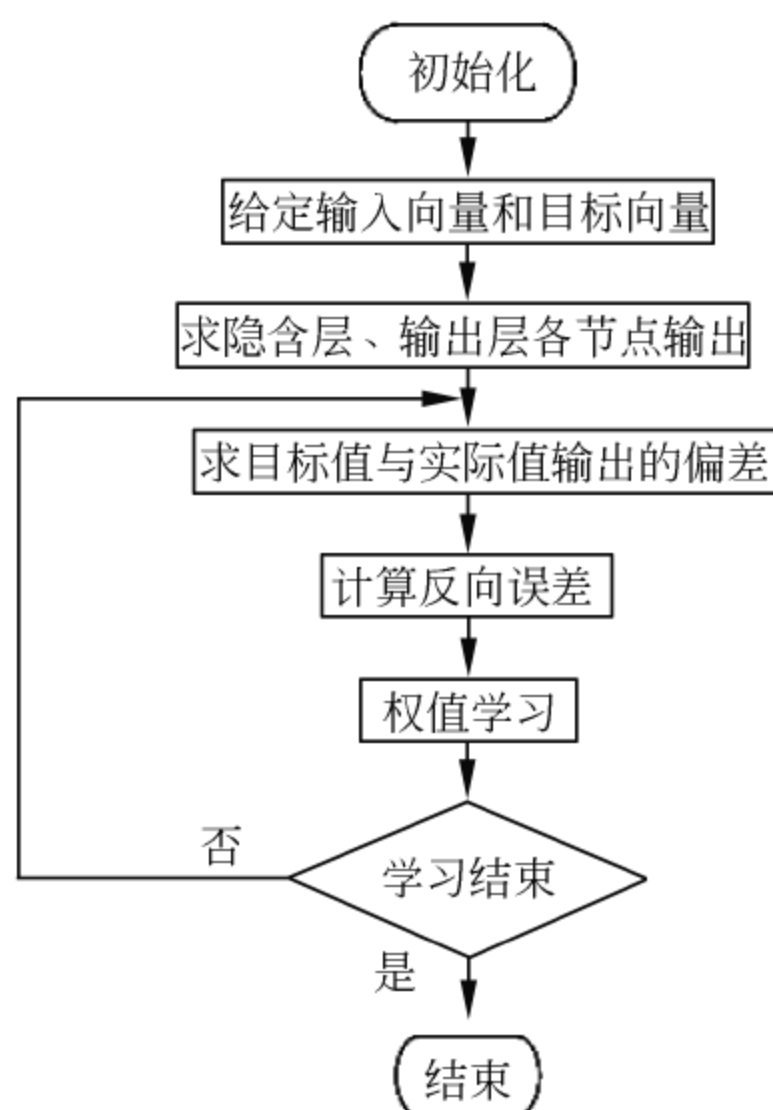 初始化
给定输入向量和目标向量
求隐含层、输出层各节点输出
求目标值与实际值输出的偏差
计算反向误差
权值学习
否
学习结束
是
结束